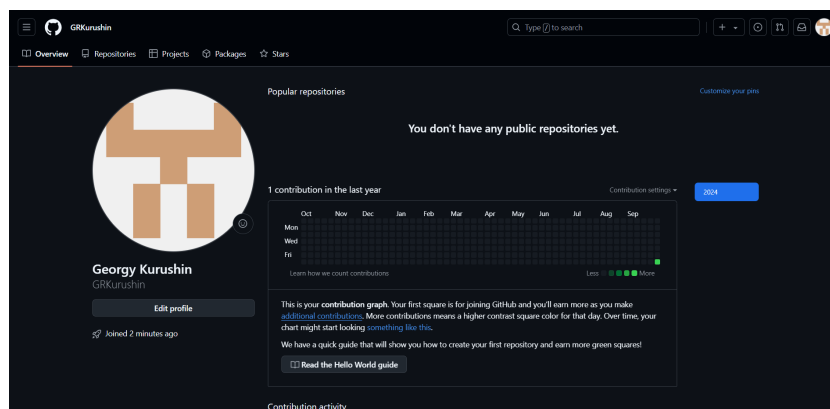 GRKurushin
Type / to search
Overview
Repositories
Projects
Packages
Stars
Popular repositories
Customize your pins
You don't have any public repositories yet.
1 contribution in the last year
Contribution settings
2024
Oct Nov Dec Jan Feb Mar Apr May Jun Jul Aug Sep
Mon
Wed
Fri
Learn how we count contributions
Less
More
Georgy Kurushin
GRKurushin
Edit profile
Joined 2 minutes ago
This is your contribution graph. Your first square is for joining GitHub and you'll earn more as you make
additional contributions. More contributions means a higher contrast square color for that day. Over time, your
chart might start looking something like this.
We have a quick guide that will show you how to create your first repository and earn more green squares!
Read the Hello World guide
Contribution activity